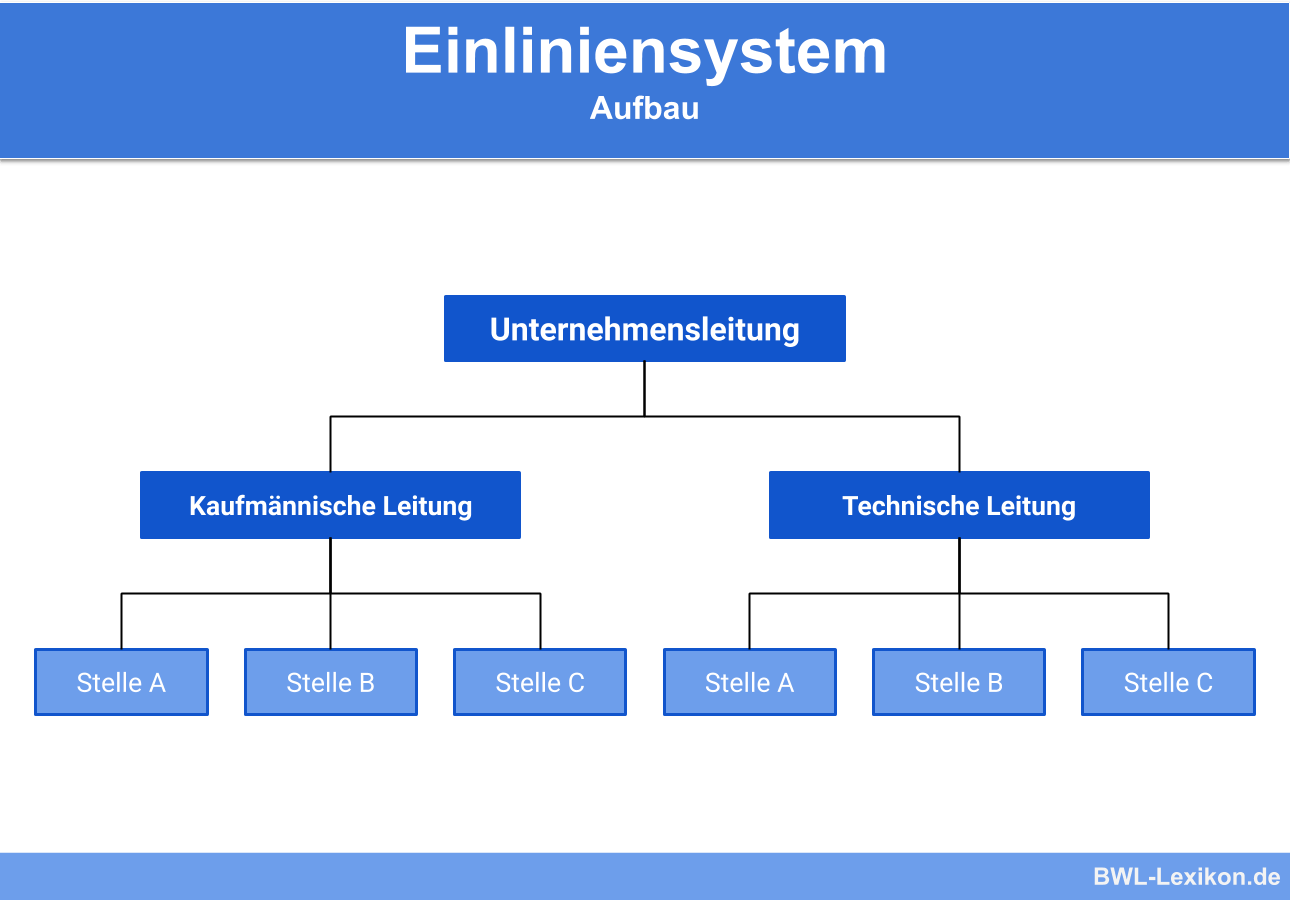 Einliniensystem
Aufbau
Unternehmensleitung
Kaufmännische Leitung
Technische Leitung
Stelle A
Stelle B
Stelle C
Stelle A
Stelle B
Stelle C
BWL-Lexikon.de